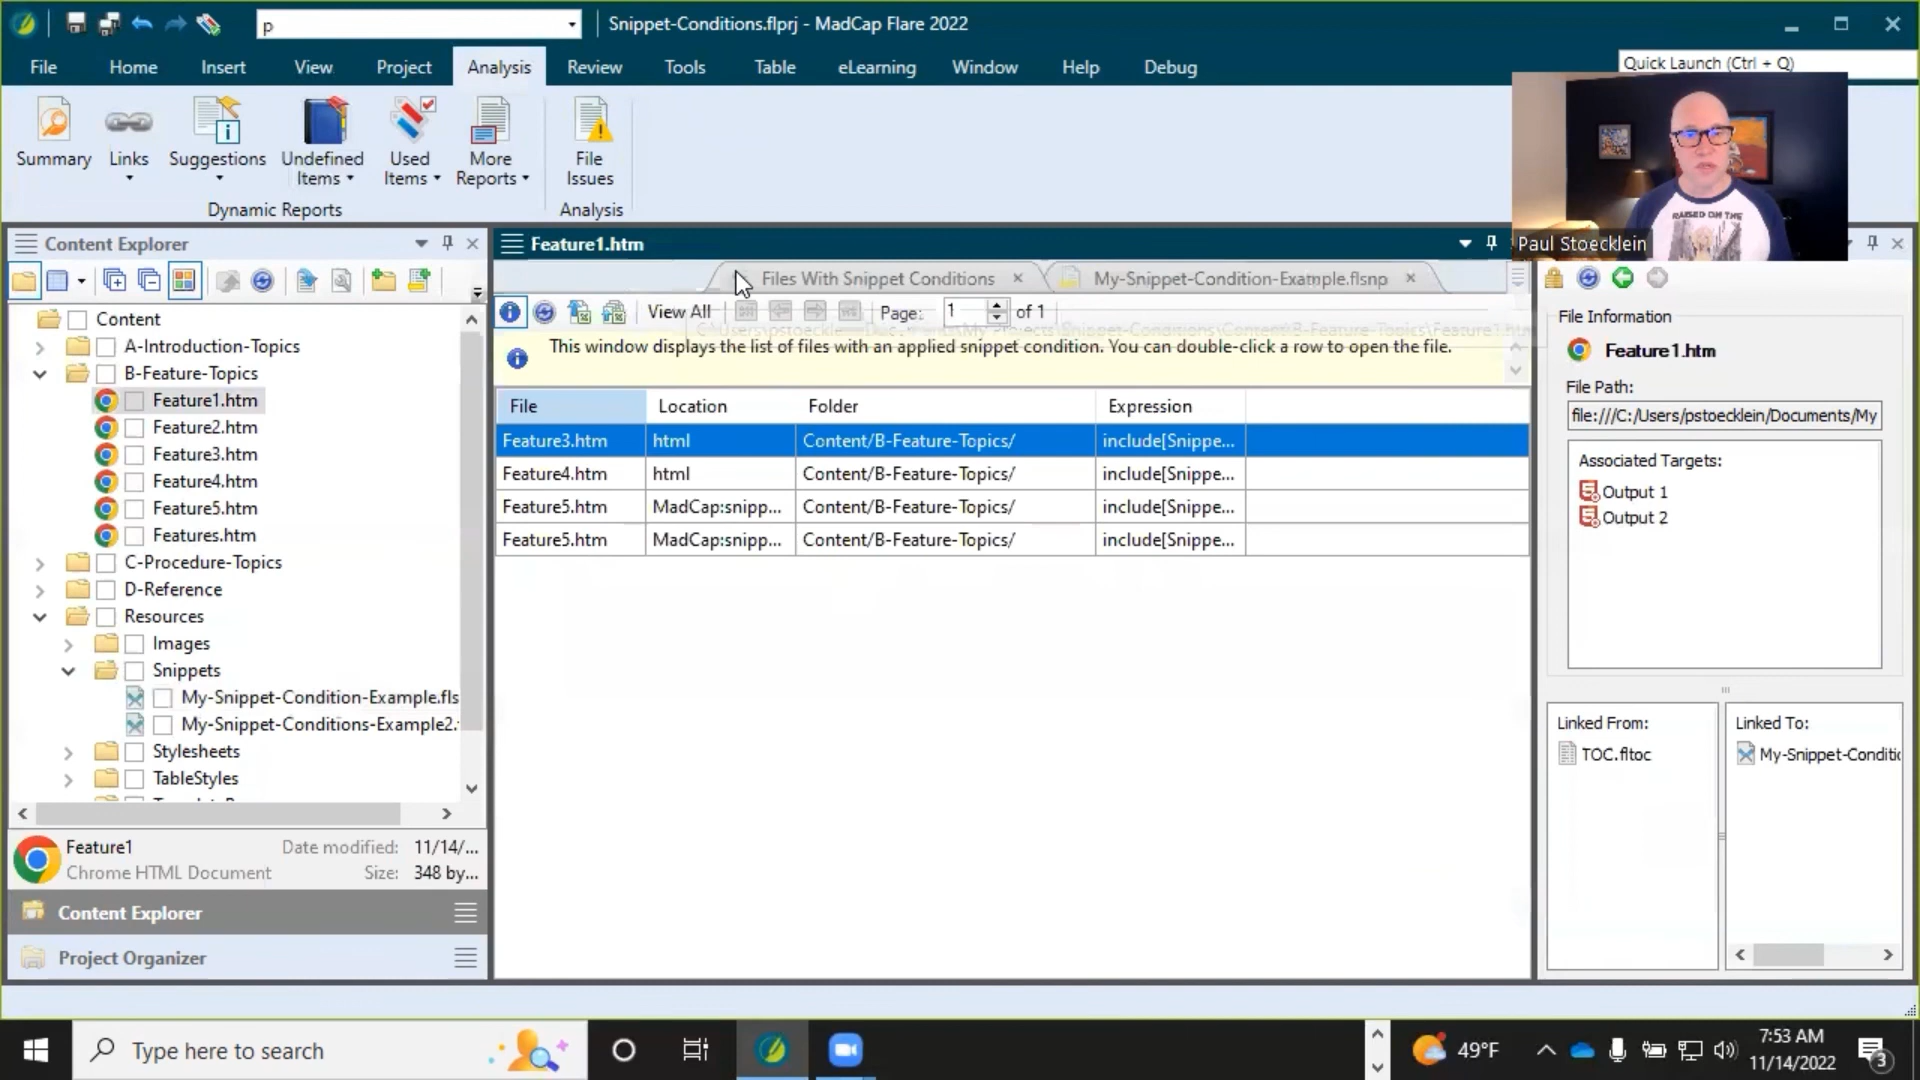 p
Snippet-Conditions.flprj - MadCap Flare 2022
File Home Insert View Project Analysis Review Tools Table eLearning Window Help Debug
Quick Launch (Ctrl + Q)
Summary
Links
Suggestions
Undefined Items
Used Items
More Reports
File Issues
Dynamic Reports
Analysis
RAISED ON THE
Paul Stoecklein
Content Explorer
Content
A-Introduction-Topics
B-Feature-Topics
Feature1.htm
Feature2.htm
Feature3.htm
Feature4.htm
Feature5.htm
Features.htm
C-Procedure-Topics
D-Reference
Resources
Images
Snippets
My-Snippet-Condition-Example.fls
My-Snippet-Conditions-Example2.
Stylesheets
TableStyles
Feature1
Date modified: 11/14/...
Chrome HTML Document
Size: 348 by...
Content Explorer
Project Organizer
Feature1.htm
Files With Snippet Conditions
My-Snippet-Condition-Example.flsnp
View All
Page: 1 of 1
This window displays the list of files with an applied snippet condition. You can double-click a row to open the file.
File Location Folder Expression
Feature3.htm html Content/B-Feature-Topics/ include[Snippe...
Feature4.htm html Content/B-Feature-Topics/ include[Snippe...
Feature5.htm MadCap:snipp... Content/B-Feature-Topics/ include[Snippe...
Feature5.htm MadCap:snipp... Content/B-Feature-Topics/ include[Snippe...
File Information
Feature1.htm
File Path:
file:///C:/Users/pstoecklein/Documents/My
Associated Targets:
Output 1
Output 2
Linked From:
TOC.fltoc
Linked To:
My-Snippet-Conditic
Type here to search
49°F
7:53 AM
11/14/2022
3